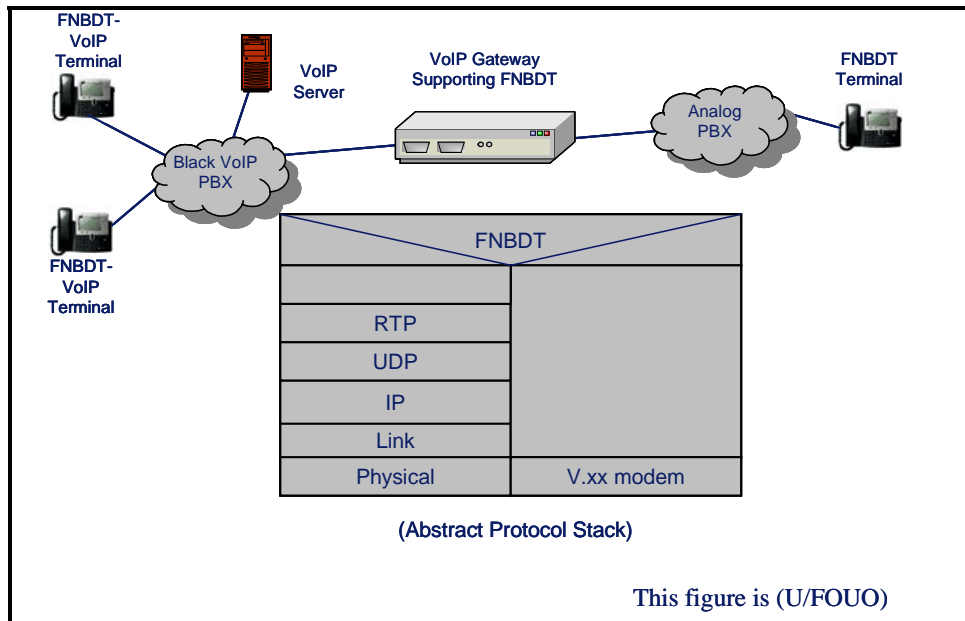 FNBDT-
VoIP
Terminal
VoIP
Server
VoIP Gateway
Supporting FNBDT
FNBDT
Terminal
Black VoIP
PBX
Analog
PBX
FNBDT-
VoIP
Terminal
FNBDT
RTP
UDP
IP
Link
Physical
V.xx modem
(Abstract Protocol Stack)
This figure is (U/FOUO)